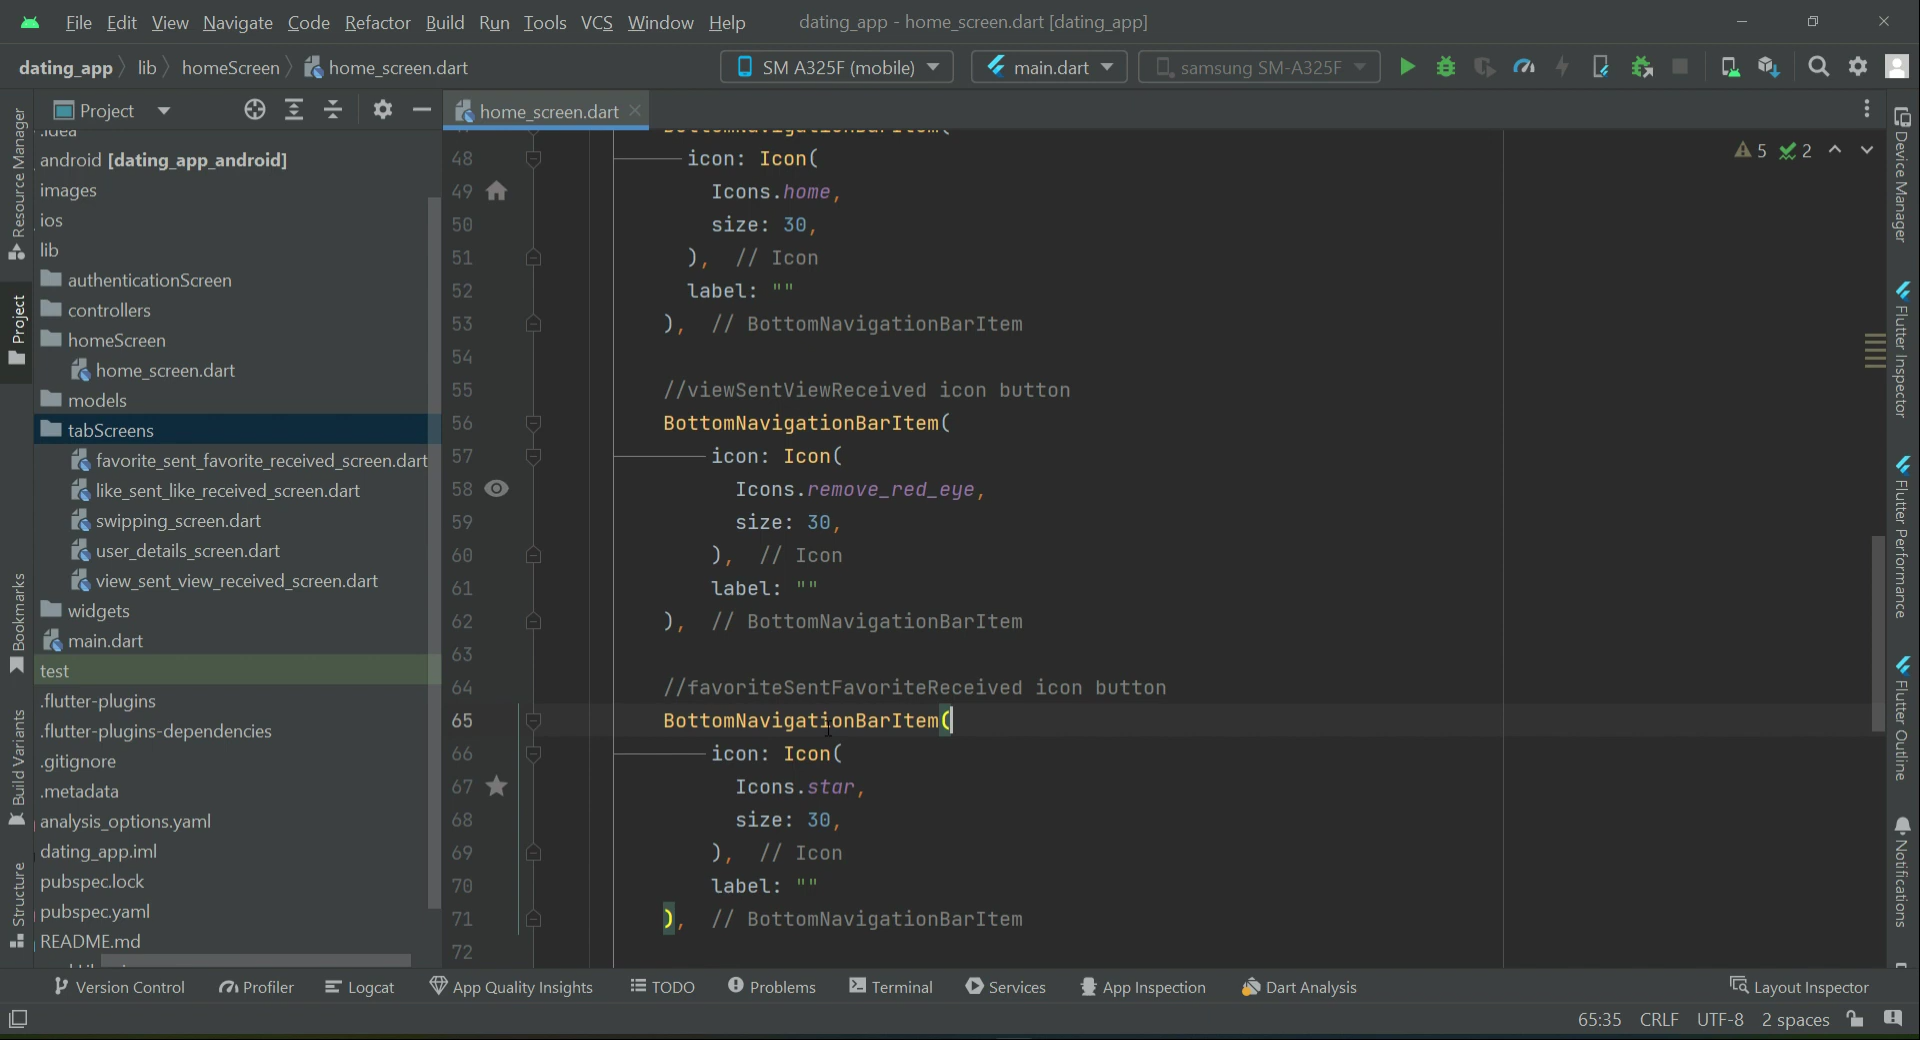 File Edit View Navigate Code Refactor Build Run Tools VCS Window Help dating_app - home_screen.dart [dating_app]
dating_app lib homeScreen home_screen.dart SM A325F (mobile) main.dart samsung SM-A325F
Project home_screen.dart
Resource Manager
Project
Bookmarks
Build Variants
Structure
.idea
android [dating_app_android]
images
ios
lib
authenticationScreen
controllers
homeScreen
home_screen.dart
models
tabScreens
favorite_sent_favorite_received_screen.dart
like_sent_like_received_screen.dart
swipping_screen.dart
user_details_screen.dart
view_sent_view_received_screen.dart
widgets
main.dart
test
.flutter-plugins
.flutter-plugins-dependencies
.gitignore
.metadata
analysis_options.yaml
dating_app.iml
pubspec.lock
pubspec.yaml
README.md
BottomNavigationBarItem(
48 icon: Icon(
49 Icons.home,
50 size: 30,
51 ), // Icon
52 label: ""
53 ), // BottomNavigationBarItem
54
55 //viewSentViewReceived icon button
56 BottomNavigationBarItem(
57 icon: Icon(
58 Icons.remove_red_eye,
59 size: 30,
60 ), // Icon
61 label: ""
62 ), // BottomNavigationBarItem
63
64 //favoriteSentFavoriteReceived icon button
65 BottomNavigationBarItem(
66 icon: Icon(
67 Icons.star,
68 size: 30,
69 ), // Icon
70 label: ""
71 ), // BottomNavigationBarItem
72
5 2
Device Manager
Flutter Inspector
Flutter Performance
Flutter Outline
Notifications
Version Control Profiler Logcat App Quality Insights TODO Problems Terminal Services App Inspection Dart Analysis Layout Inspector
65:35 CRLF UTF-8 2 spaces